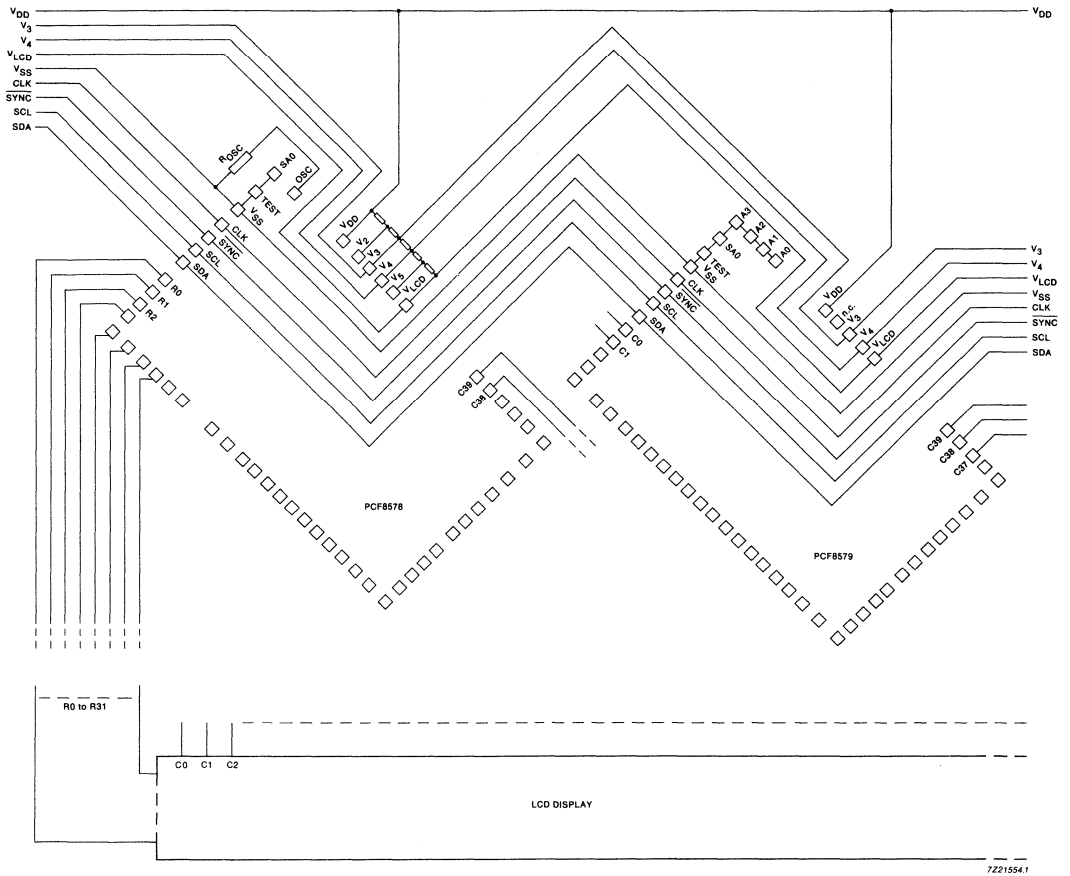 VDD
V3
V4
VLCD
VSS
CLK
SYNC
SCL
SDA
VDD
ROSC
SA0
OSC
TEST
VSS
CLK
SYNC
SCL
SDA
R0
R1
R2
VDD
V2
V3
V4
V5
VLCD
C39
C38
PCF8578
A3
A2
A1
A0
SA0
TEST
VSS
CLK
SYNC
SCL
SDA
C0
C1
VDD
n.c.
V3
V4
VLCD
V3
V4
VLCD
VSS
CLK
SYNC
SCL
SDA
C39
C38
C37
PCF8579
R0 to R31
C0 C1 C2
LCD DISPLAY
7Z21554.1